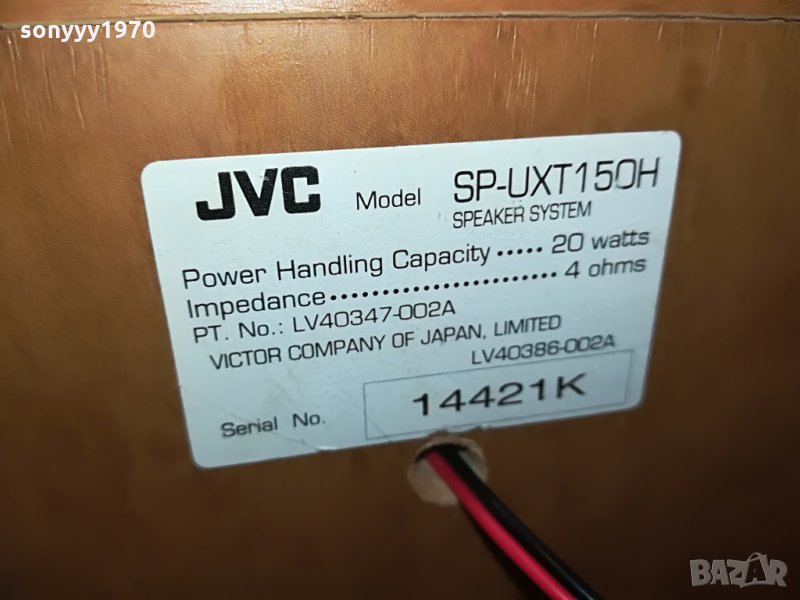 sonyyy1970
JVC Model SP-UXT150H
SPEAKER SYSTEM
Power Handling Capacity ..... 20 watts
Impedance........................ 4 ohms
PT. No.: LV40347-002A
VICTOR COMPANY OF JAPAN, LIMITED
LV40386-002A
Serial No. 14421K
BAZAR